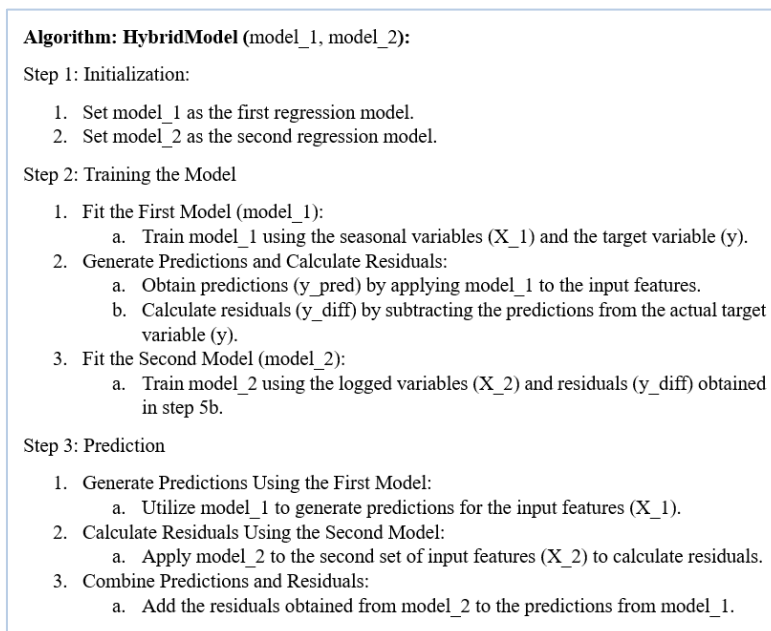 Algorithm: HybridModel (model_1, model_2):
Step 1: Initialization:
1. Set model_1 as the first regression model.
2. Set model_2 as the second regression model.
Step 2: Training the Model
1. Fit the First Model (model_1):
a. Train model_1 using the seasonal variables (X_1) and the target variable (y).
2. Generate Predictions and Calculate Residuals:
a. Obtain predictions (y_pred) by applying model_1 to the input features.
b. Calculate residuals (y_diff) by subtracting the predictions from the actual target
variable (y).
3. Fit the Second Model (model_2):
a. Train model_2 using the logged variables (X_2) and residuals (y_diff) obtained
in step 5b.
Step 3: Prediction
1. Generate Predictions Using the First Model:
a. Utilize model_1 to generate predictions for the input features (X_1).
2. Calculate Residuals Using the Second Model:
a. Apply model_2 to the second set of input features (X_2) to calculate residuals.
3. Combine Predictions and Residuals:
a. Add the residuals obtained from model_2 to the predictions from model_1.